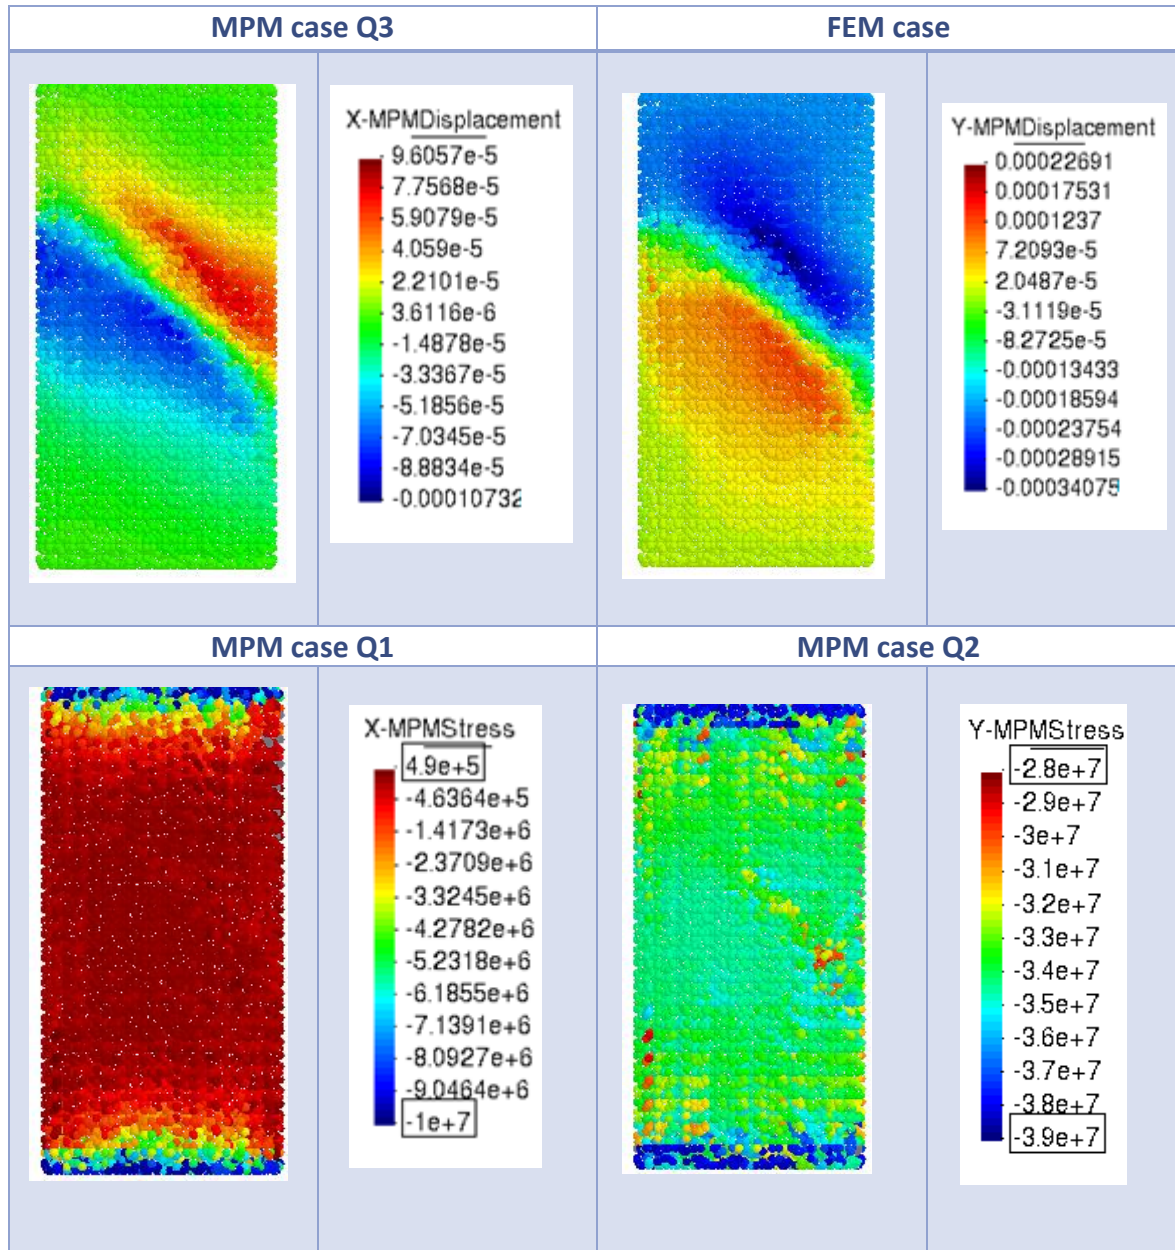 MPM case Q3
FEM case
X-MPMDisplacement
9.6057e-5
7.7568e-5
5.9079e-5
4.059e-5
2.2101e-5
3.6116e-6
-1.4878e-5
-3.3367e-5
-5.1856e-5
-7.0345e-5
-8.8834e-5
-0.00010732
Y-MPMDisplacement
0.00022691
0.00017531
0.0001237
7.2093e-5
2.0487e-5
-3.1119e-5
-8.2725e-5
-0.00013433
-0.00018594
-0.00023754
-0.00028915
-0.00034075
MPM case Q1
MPM case Q2
X-MPMStress
4.9e+5
-4.6364e+5
-1.4173e+6
-2.3709e+6
-3.3245e+6
-4.2782e+6
-5.2318e+6
-6.1855e+6
-7.1391e+6
-8.0927e+6
-9.0464e+6
-1e+7
Y-MPMStress
-2.8e+7
-2.9e+7
-3e+7
-3.1e+7
-3.2e+7
-3.3e+7
-3.4e+7
-3.5e+7
-3.6e+7
-3.7e+7
-3.8e+7
-3.9e+7